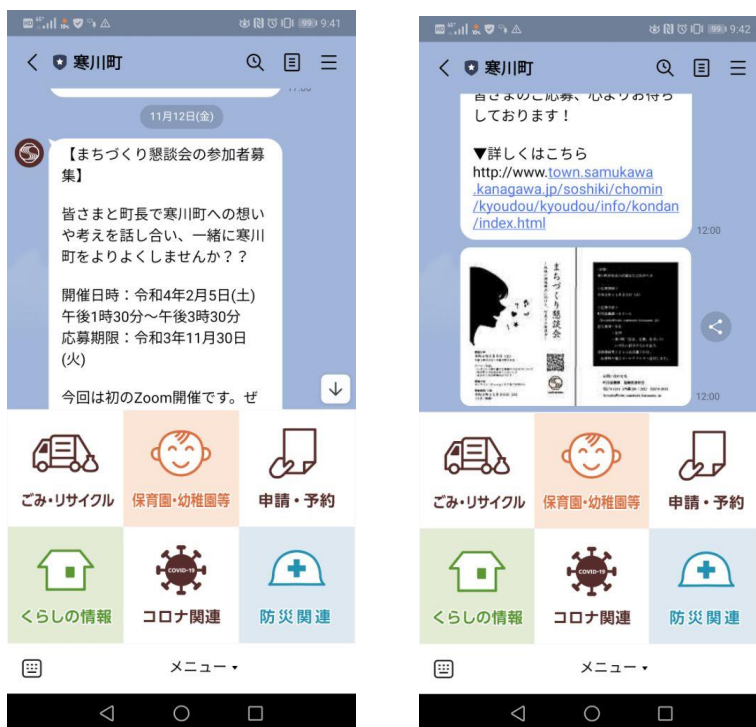 HD 99 9:41
寒川町
17:00
11月12日(金)
【まちづくり懇談会の参加者募
集】
皆さまと町長で寒川町への想い
や考えを話し合い、一緒に寒川
町をよりよくしませんか？？
開催日時：令和4年2月5日(土)
午後1時30分～午後3時30分
応募期限：令和3年11月30日
(火)
今回は初のZoom開催です。ぜ
ごみ･リサイクル
保育園･幼稚園等
申請・予約
くらしの情報
COVID-19
コロナ関連
防災関連
メニュー
HD 99 9:42
寒川町
皆さまのご応募、心よりお待ち
しております！
▼詳しくはこちら
http://www.town.samukawa
.kanagawa.jp/soshiki/chomin
/kyoudou/kyoudou/info/kondan
/index.html
12:00
まちづくり懇談会
12:00
ごみ･リサイクル
保育園･幼稚園等
申請・予約
くらしの情報
COVID-19
コロナ関連
防災関連
メニュー